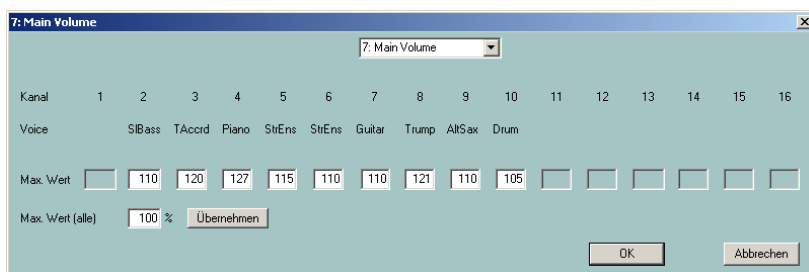 7: Main Volume
7: Main Volume
Kanal 1 2 3 4 5 6 7 8 9 10 11 12 13 14 15 16
Voice SlBass TAccrd Piano StrEns StrEns Guitar Trump AltSax Drum
Max. Wert 110 120 127 115 110 110 121 110 105
Max. Wert (alle) 100 % Übernehmen
OK Abbrechen